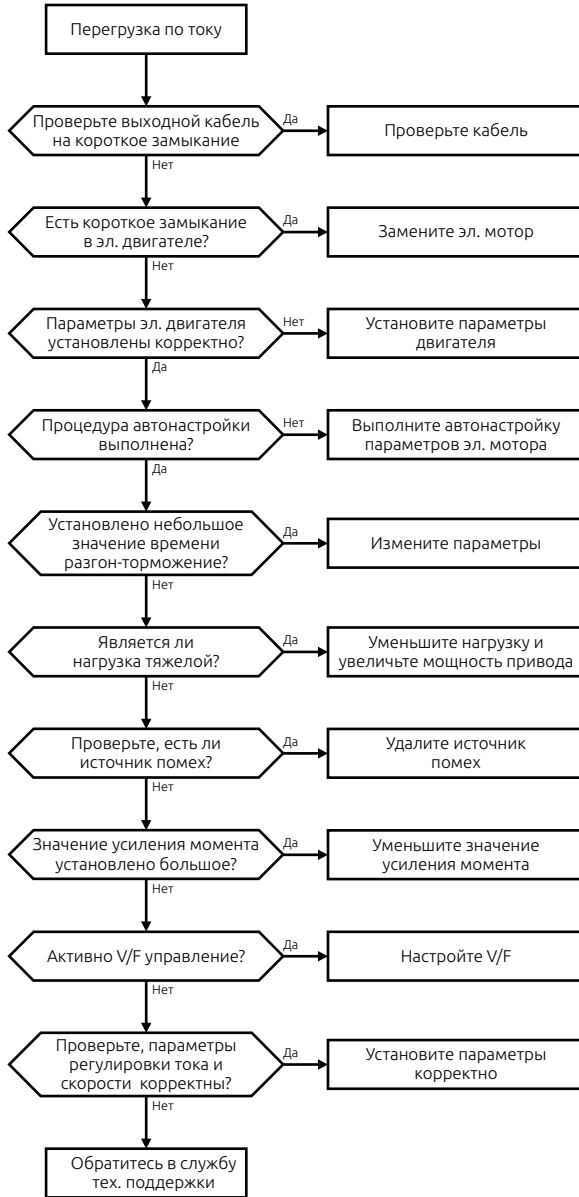 Перегрузка по току
Проверьте выходной кабель
на короткое замыкание
Да
Проверьте кабель
Нет
Есть короткое замыкание
в эл. двигателе?
Да
Замените эл. мотор
Нет
Параметры эл. двигателя
установлены корректно?
Нет
Установите параметры
двигателя
Да
Процедура автонастройки
выполнена?
Нет
Выполните автонастройку
параметров эл. мотора
Да
Установлено небольшое
значение времени
разгон-торможение?
Да
Измените параметры
Нет
Является ли
нагрузка тяжелой?
Да
Уменьшите нагрузку и
увеличьте мощность привода
Нет
Проверьте, есть ли
источник помех?
Да
Удалите источник
помех
Нет
Значение усиления момента
установлено большое?
Да
Уменьшите значение
усиления момента
Нет
Активно V/F управление?
Да
Настройте V/F
Нет
Проверьте, параметры
регулировки тока и
скорости корректны?
Да
Установите параметры
корректно
Нет
Обратитесь в службу
тех. поддержки